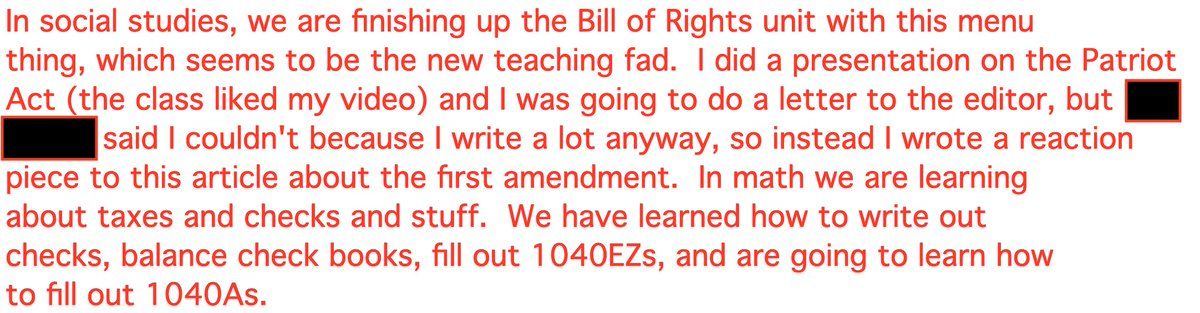 In social studies, we are finishing up the Bill of Rights unit with this menu
thing, which seems to be the new teaching fad.  I did a presentation on the Patriot
Act (the class liked my video) and I was going to do a letter to the editor, but
said I couldn't because I write a lot anyway, so instead I wrote a reaction
piece to this article about the first amendment.  In math we are learning
about taxes and checks and stuff.  We have learned how to write out
checks, balance check books, fill out 1040EZs, and are going to learn how
to fill out 1040As.